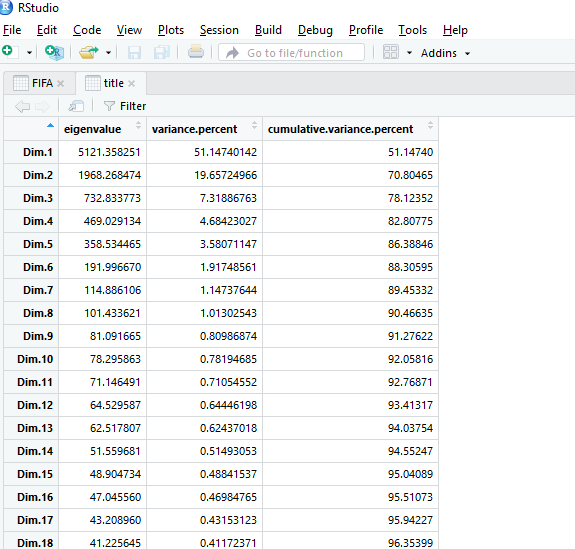 RStudio
File Edit Code View Plots Session Build Debug Profile Tools Help
Go to file/function Addins
FIFA title
Filter
eigenvalue variance.percent cumulative.variance.percent
Dim.1 5121.358251 51.14740142 51.14740
Dim.2 1968.268474 19.65724966 70.80465
Dim.3 732.833773 7.31886763 78.12352
Dim.4 469.029134 4.68423027 82.80775
Dim.5 358.534465 3.58071147 86.38846
Dim.6 191.996670 1.91748561 88.30595
Dim.7 114.886106 1.14737644 89.45332
Dim.8 101.433621 1.01302543 90.46635
Dim.9 81.091665 0.80986874 91.27622
Dim.10 78.295863 0.78194685 92.05816
Dim.11 71.146491 0.71054552 92.76871
Dim.12 64.529587 0.64446198 93.41317
Dim.13 62.517807 0.62437018 94.03754
Dim.14 51.559681 0.51493053 94.55247
Dim.15 48.904734 0.48841537 95.04089
Dim.16 47.045560 0.46984765 95.51073
Dim.17 43.208960 0.43153123 95.94227
Dim.18 41.225645 0.41172371 96.35399